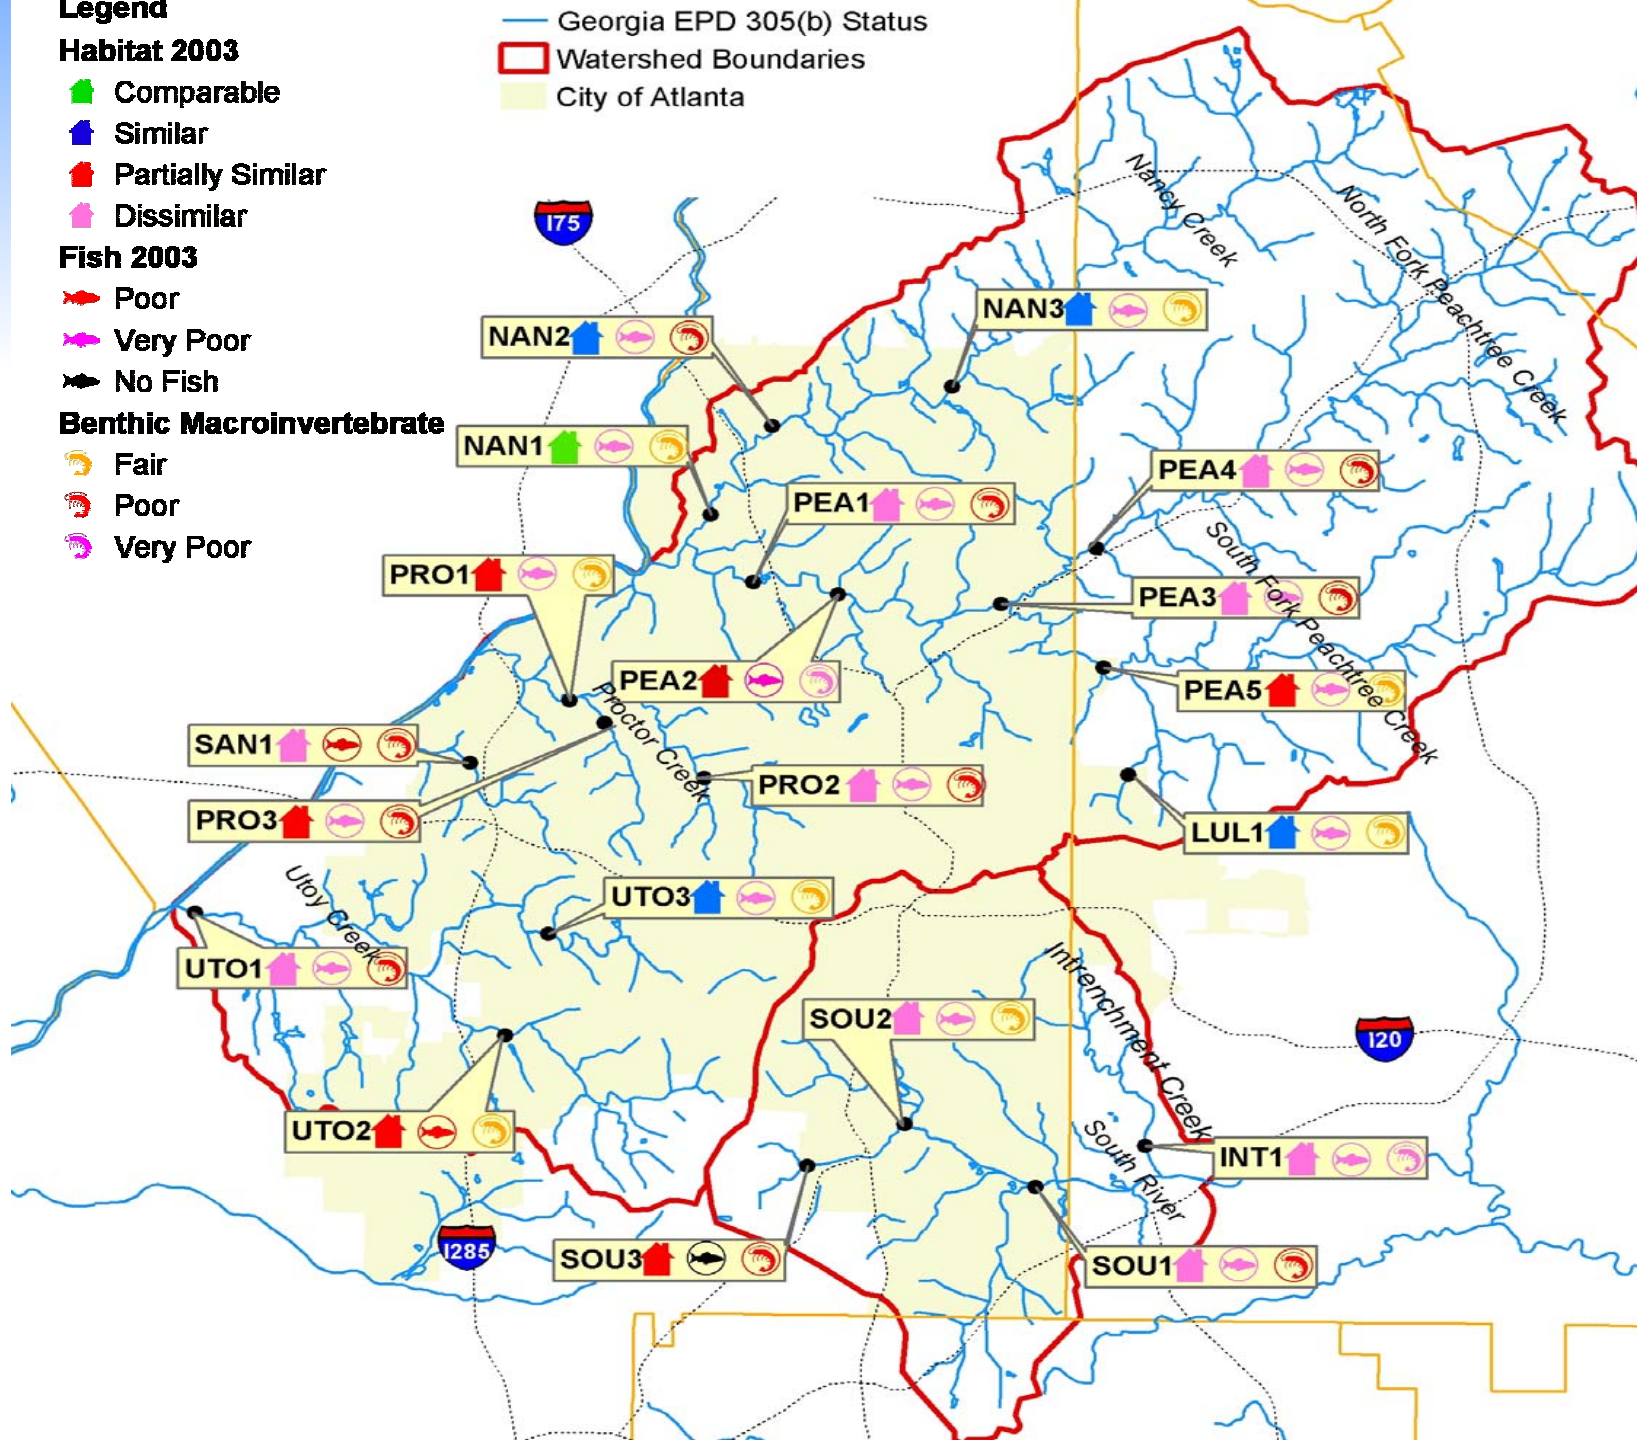 Legend
Habitat 2003
Comparable
Similar
Partially Similar
Dissimilar
Fish 2003
Poor
Very Poor
No Fish
Benthic Macroinvertebrate
Fair
Poor
Very Poor
Georgia EPD 305(b) Status
Watershed Boundaries
City of Atlanta
I75
Nancy Creek
North Fork Peachtree Creek
NAN3
NAN2
NAN1
PEA4
PEA1
South Fork Peachtree Creek
PRO1
PEA3
PEA2
PEA5
Proctor Creek
SAN1
PRO2
PRO3
LUL1
Utoy Creek
UTO3
UTO1
Intrenchment Creek
SOU2
I20
UTO2
South River
INT1
I285
SOU3
SOU1